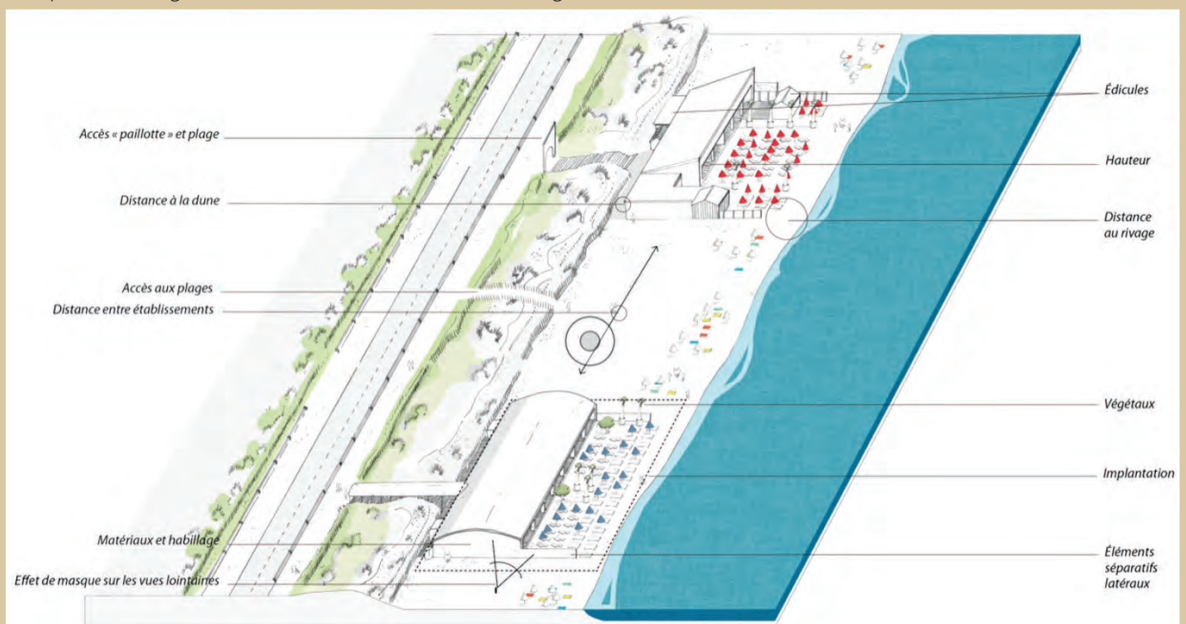 Accès « paillotte » et plage
Distance à la dune
Accès aux plages
Distance entre établissements
Matériaux et habillage
Effet de masque sur les vues lointaines
Édicules
Hauteur
Distance
au rivage
Végétaux
Implantation
Éléments
séparatifs
latéraux